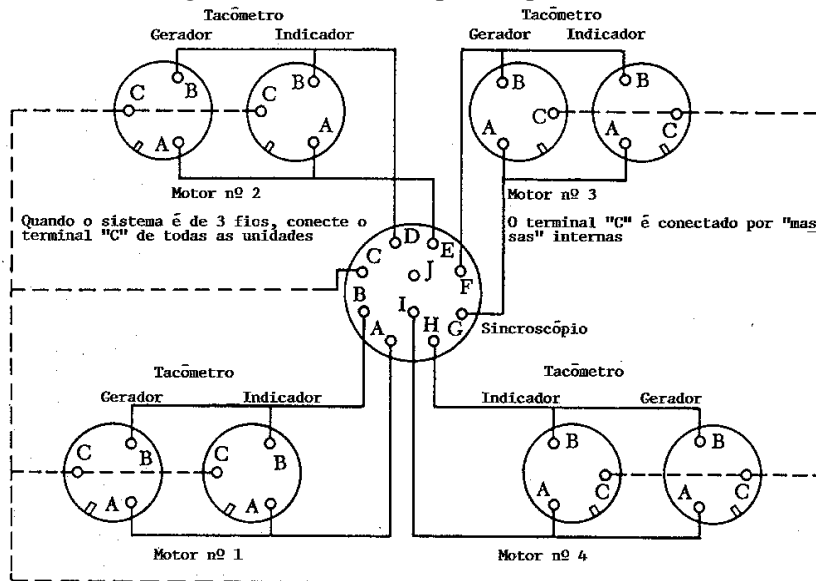 Tacômetro
Gerador Indicador
C B C B
A A
Motor nº 2
Tacômetro
Gerador Indicador
B B
C C
A A
Motor nº 3
Quando o sistema é de 3 fios, conecte o
terminal "C" de todas as unidades
O terminal "C" é conectado por "mas
sas" internas
D E
C J F
B I
A H G
Sincroscópio
Tacômetro
Gerador Indicador
C B C B
A A
Motor nº 1
Tacômetro
Indicador Gerador
B B
A C A C
Motor nº 4